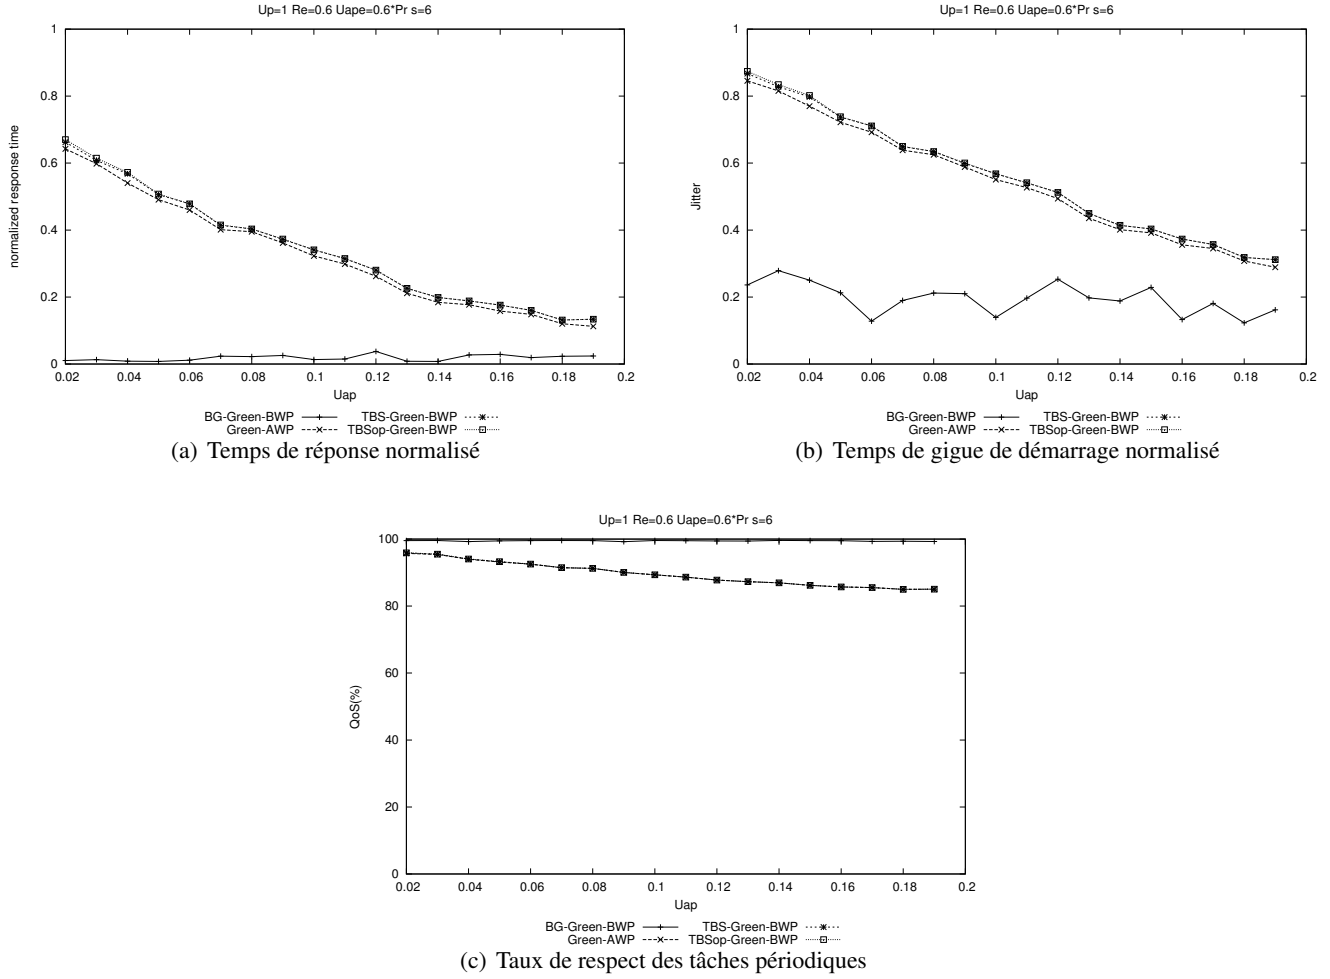 Up=1 Re=0.6 Uape=0.6*Pr s=6
normalized response time
1
0.8
0.6
0.4
0.2
0
0.02 0.04 0.06 0.08 0.1 0.12 0.14 0.16 0.18 0.2
Uap
BG-Green-BWP TBS-Green-BWP
Green-AWP TBSop-Green-BWP
(a) Temps de réponse normalisé
Up=1 Re=0.6 Uape=0.6*Pr s=6
Jitter
1
0.8
0.6
0.4
0.2
0
0.02 0.04 0.06 0.08 0.1 0.12 0.14 0.16 0.18 0.2
Uap
BG-Green-BWP TBS-Green-BWP
Green-AWP TBSop-Green-BWP
(b) Temps de gigue de démarrage normalisé
Up=1 Re=0.6 Uape=0.6*Pr s=6
QoS(%)
100
80
60
40
20
0
0.02 0.04 0.06 0.08 0.1 0.12 0.14 0.16 0.18 0.2
Uap
BG-Green-BWP TBS-Green-BWP
Green-AWP TBSop-Green-BWP
(c) Taux de respect des tâches périodiques